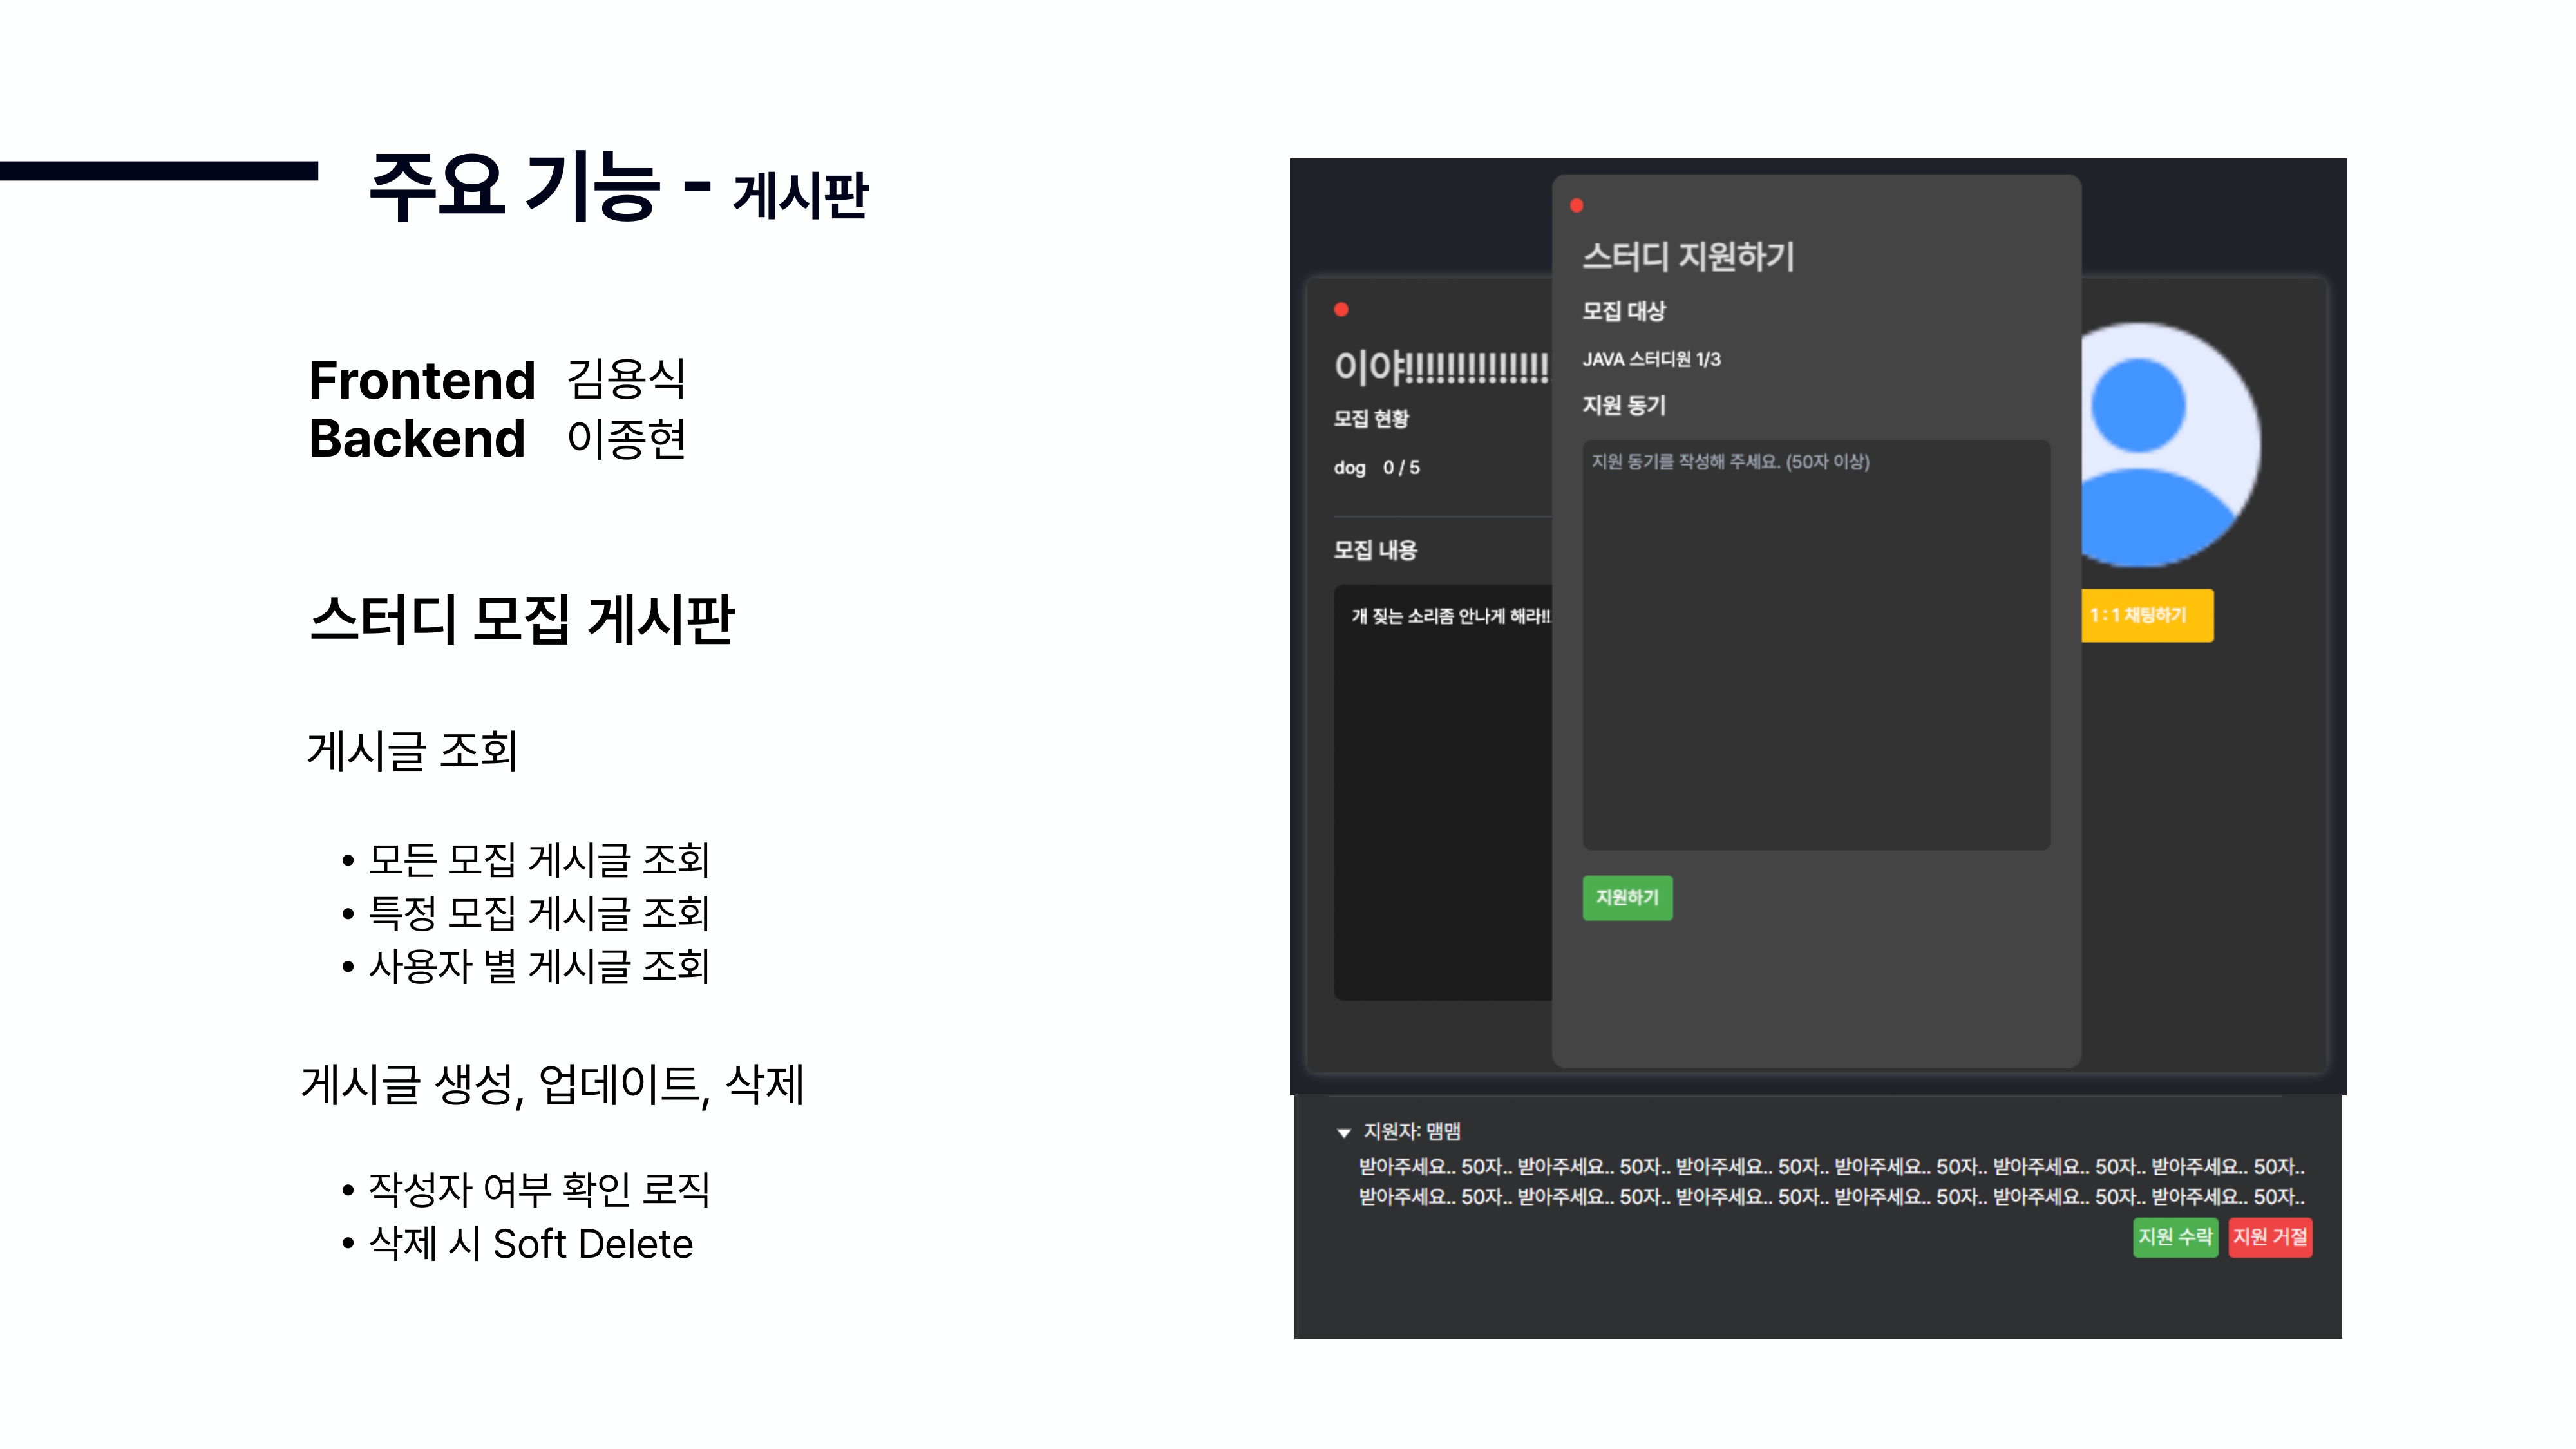 주요 기능 - 게시판
Frontend 김용식
Backend 이종현
스터디 모집 게시판
게시글 조회
• 모든 모집 게시글 조회
• 특정 모집 게시글 조회
• 사용자 별 게시글 조회
게시글 생성, 업데이트, 삭제
• 작성자 여부 확인 로직
• 삭제 시 Soft Delete
스터디 지원하기
모집 대상
JAVA 스터디원 1/3
지원 동기
지원 동기를 작성해 주세요. (50자 이상)
지원하기
이야!!!!!!!!!!!!!!
모집 현황
dog 0 / 5
모집 내용
개 짖는 소리좀 안나게 해라!!
1 : 1 채팅하기
지원자: 맴맴
받아주세요.. 50자.. 받아주세요.. 50자.. 받아주세요.. 50자.. 받아주세요.. 50자.. 받아주세요.. 50자.. 받아주세요.. 50자..
받아주세요.. 50자.. 받아주세요.. 50자.. 받아주세요.. 50자.. 받아주세요.. 50자.. 받아주세요.. 50자.. 받아주세요.. 50자..
지원 수락 지원 거절